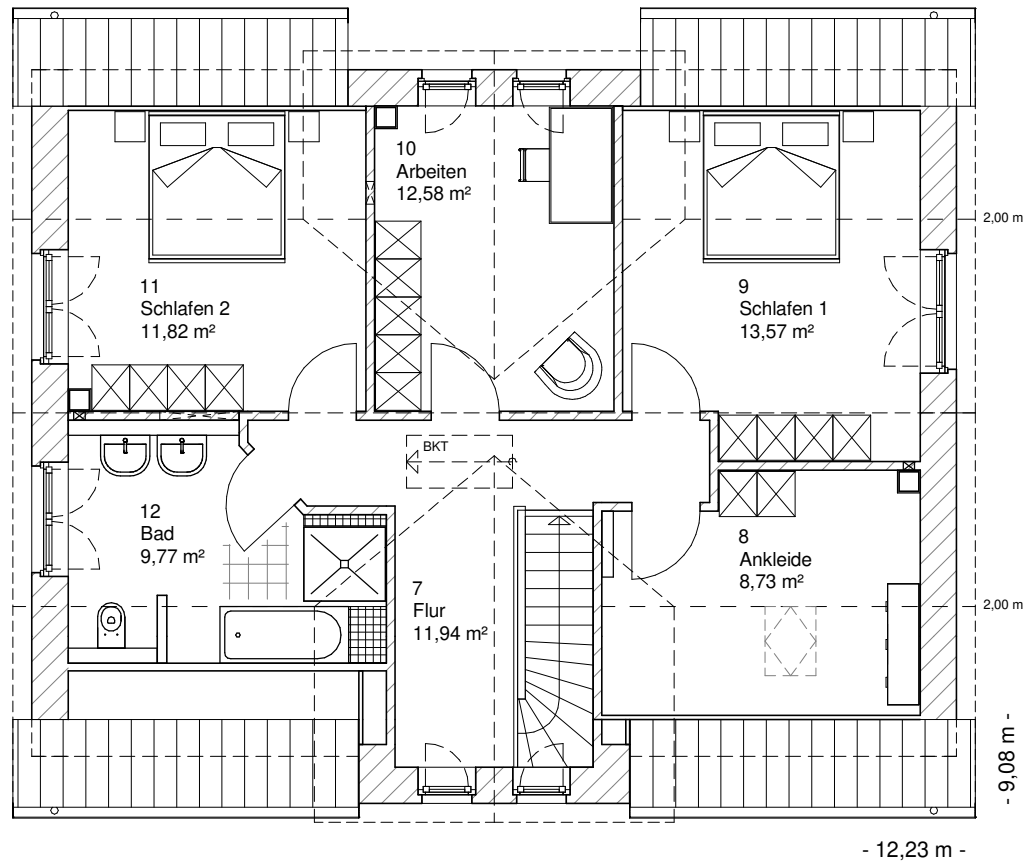 10
Arbeiten
12,58 m²
2,00 m
11
Schlafen 2
11,82 m²
9
Schlafen 1
13,57 m²
BKT
12
Bad
9,77 m²
8
Ankleide
8,73 m²
7
Flur
11,94 m²
2,00 m
- 9,08 m -
- 12,23 m -